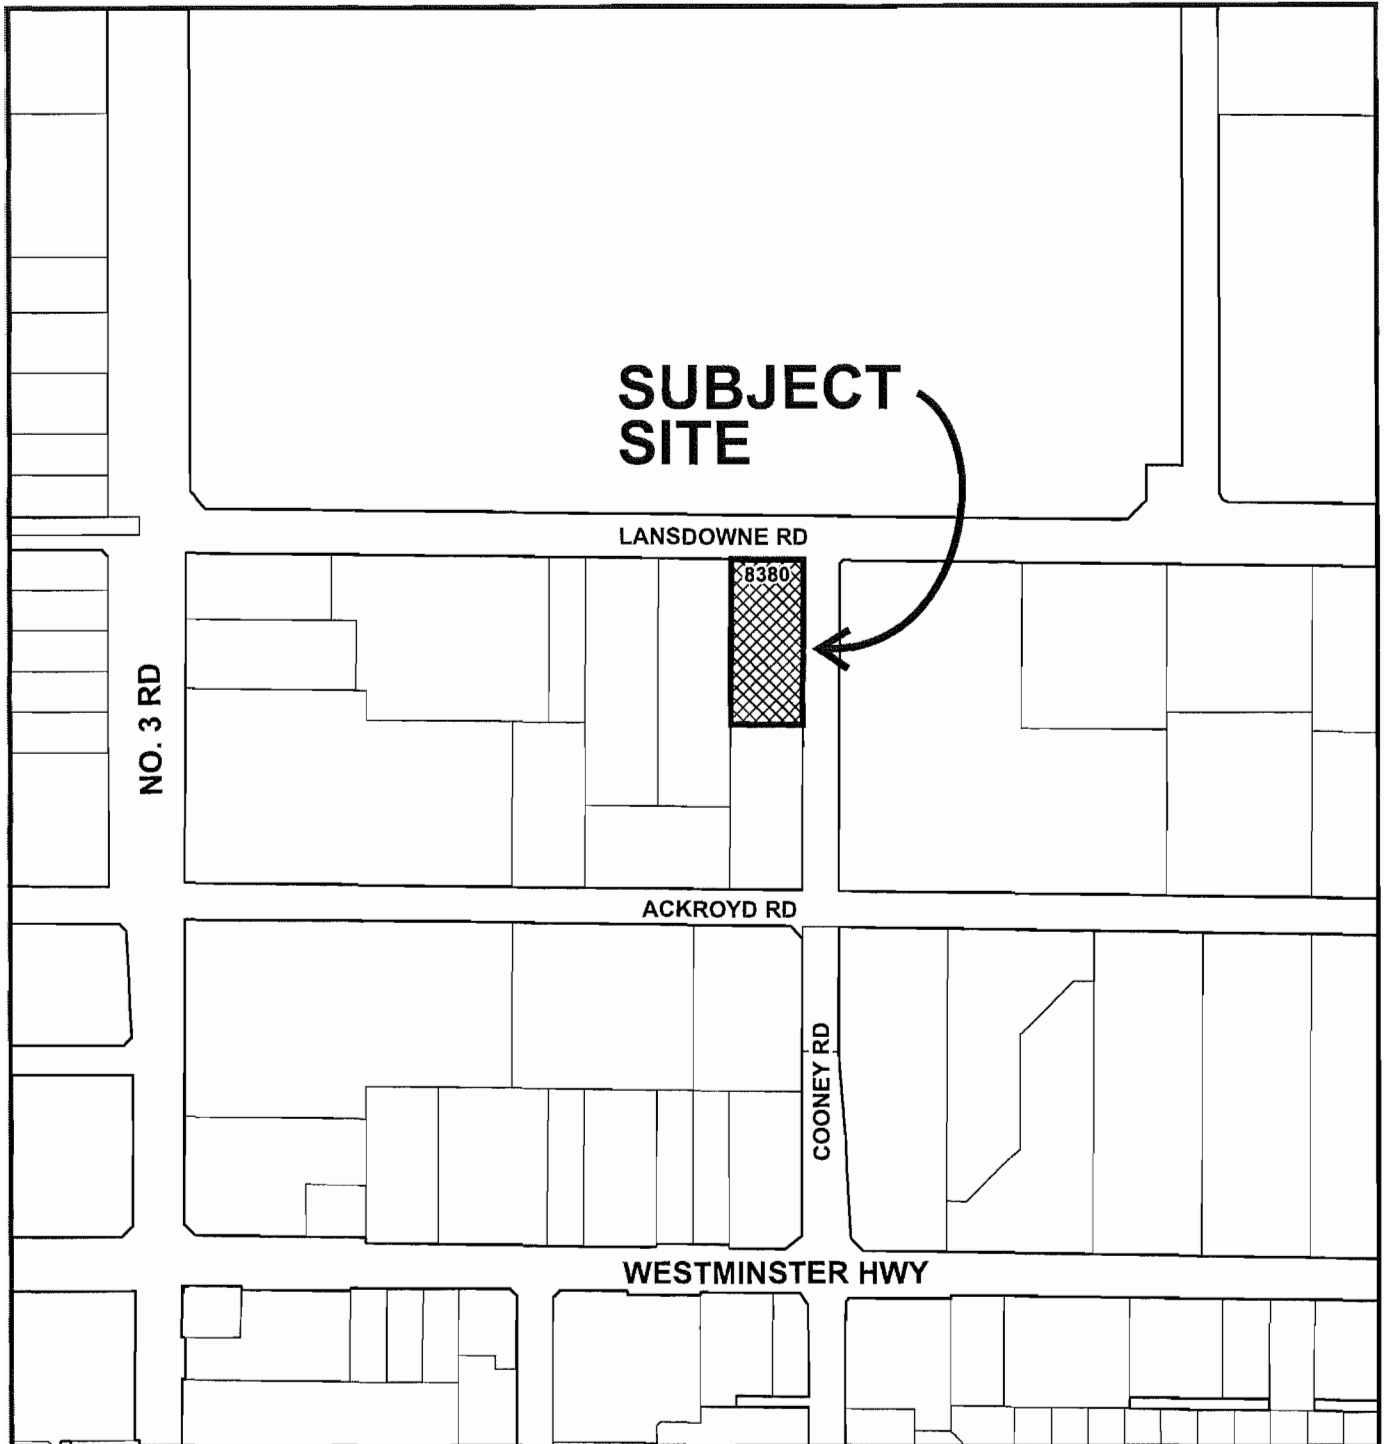 SUBJECT
SITE
LANSDOWNE RD
8380
NO. 3 RD
ACKROYD RD
COONEY RD
WESTMINSTER HWY